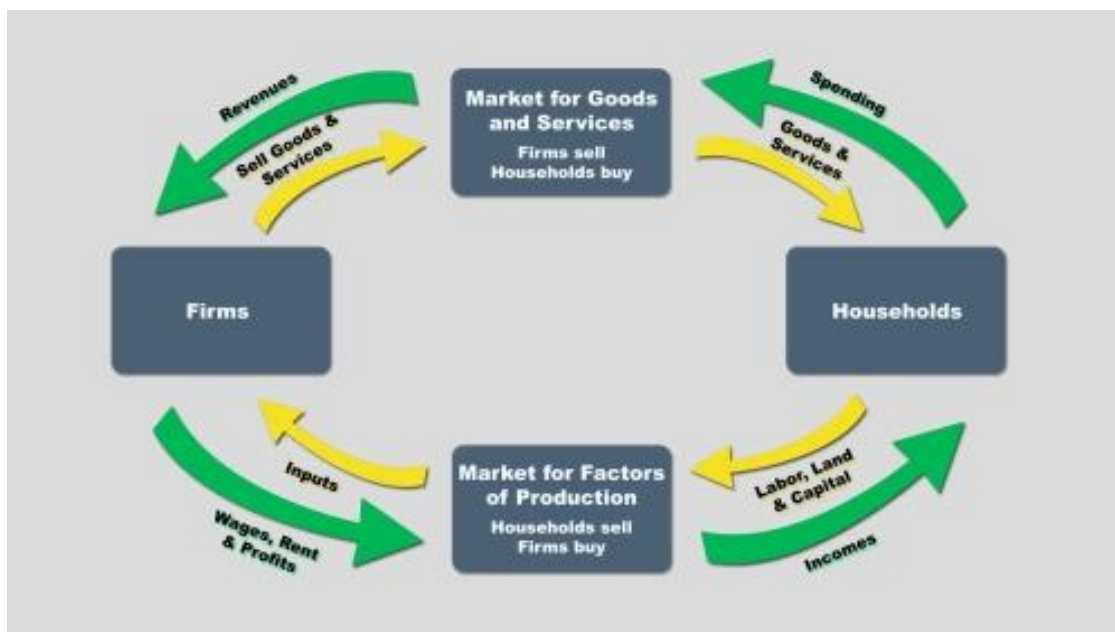 Revenues
Sell Goods &
Services
Market for Goods
and Services
Firms sell
Households buy
Spending
Goods &
Services
Firms
Households
Inputs
Wages, Rent
& Profits
Market for Factors
of Production
Households sell
Firms buy
Labor, Land
& Capital
Incomes